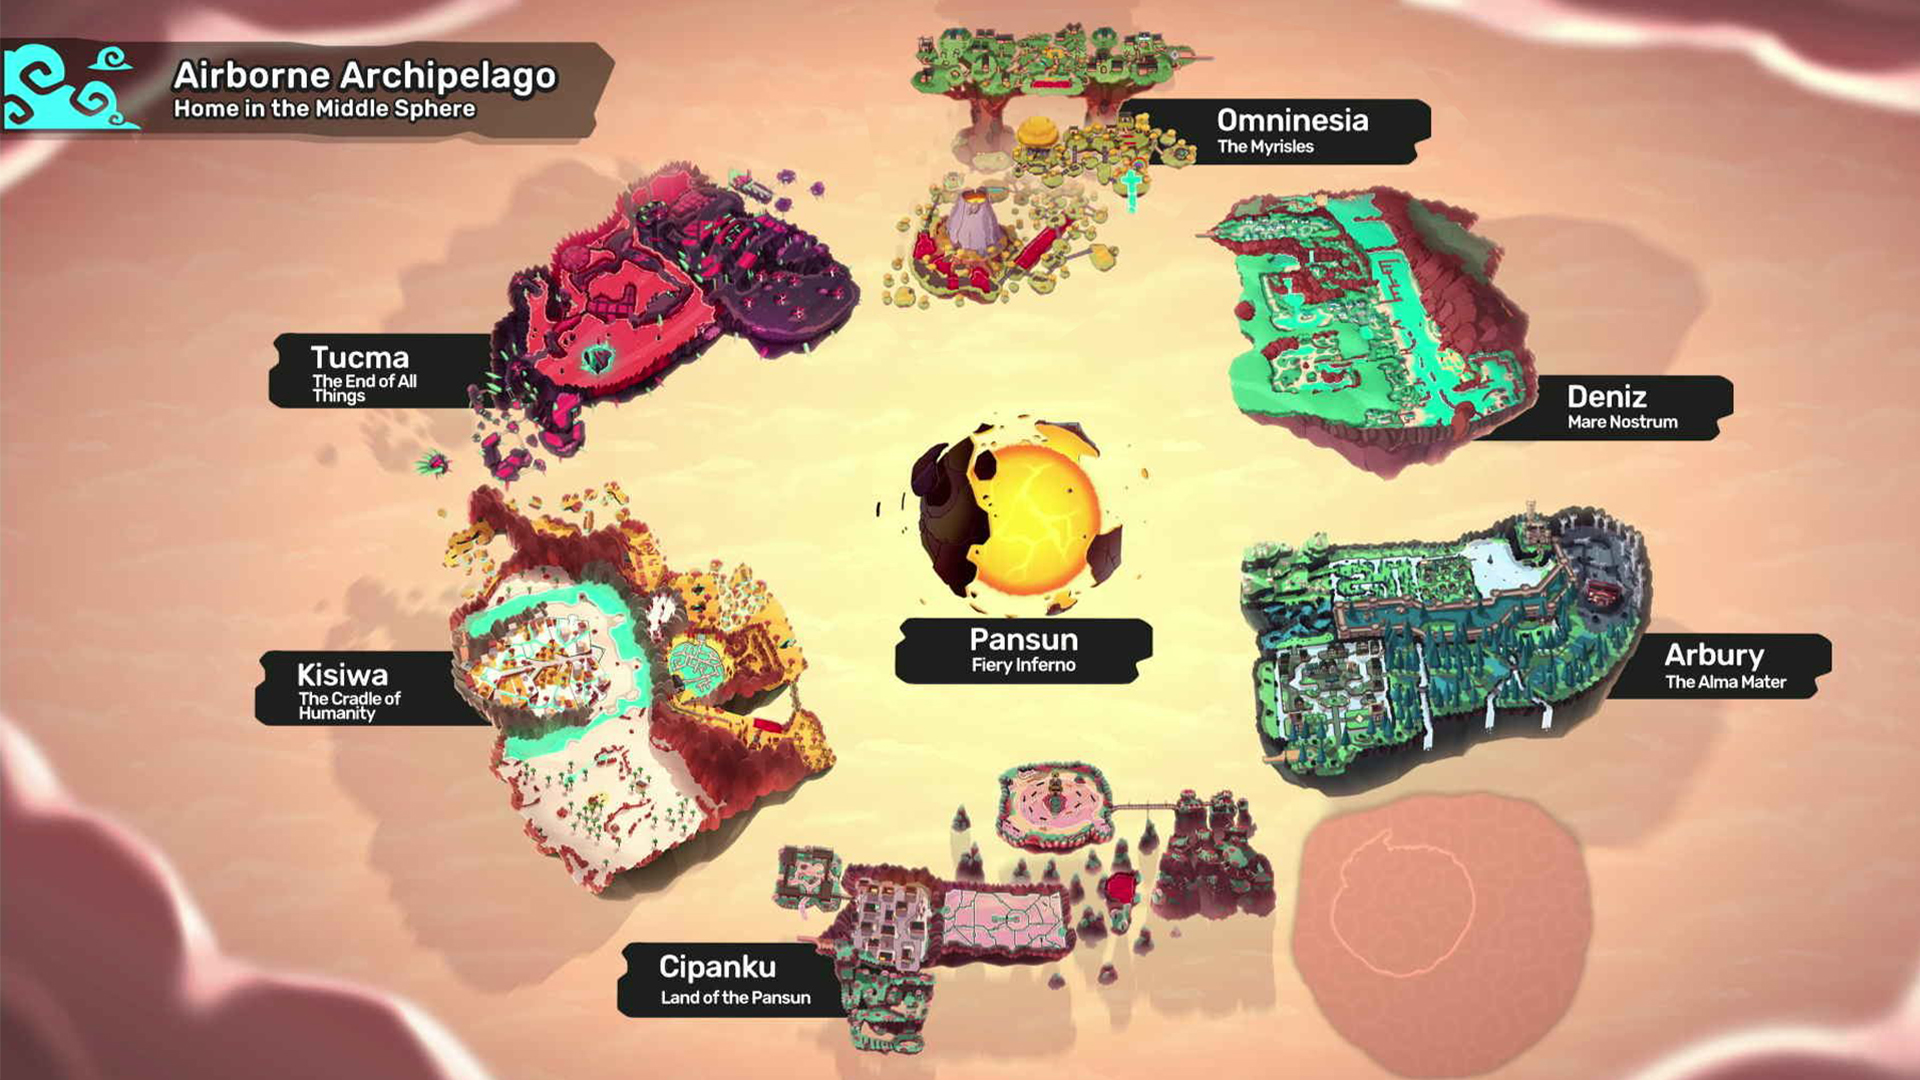 Airborne Archipelago
Home in the Middle Sphere
Omninesia
The Myrisles
Tucma
The End of All
Things
Deniz
Mare Nostrum
Pansun
Fiery Inferno
Kisiwa
The Cradle of
Humanity
Arbury
The Alma Mater
Cipanku
Land of the Pansun